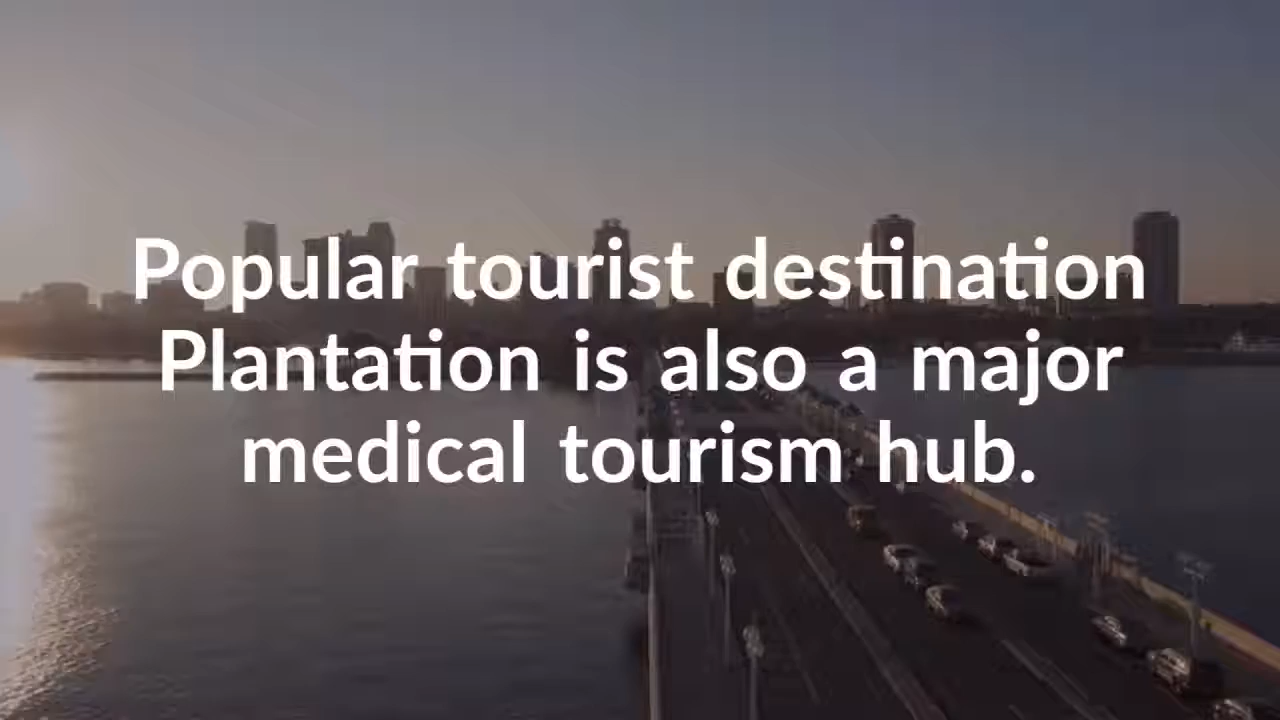 Popular tourist destination
Plantation is also a major
medical tourism hub.